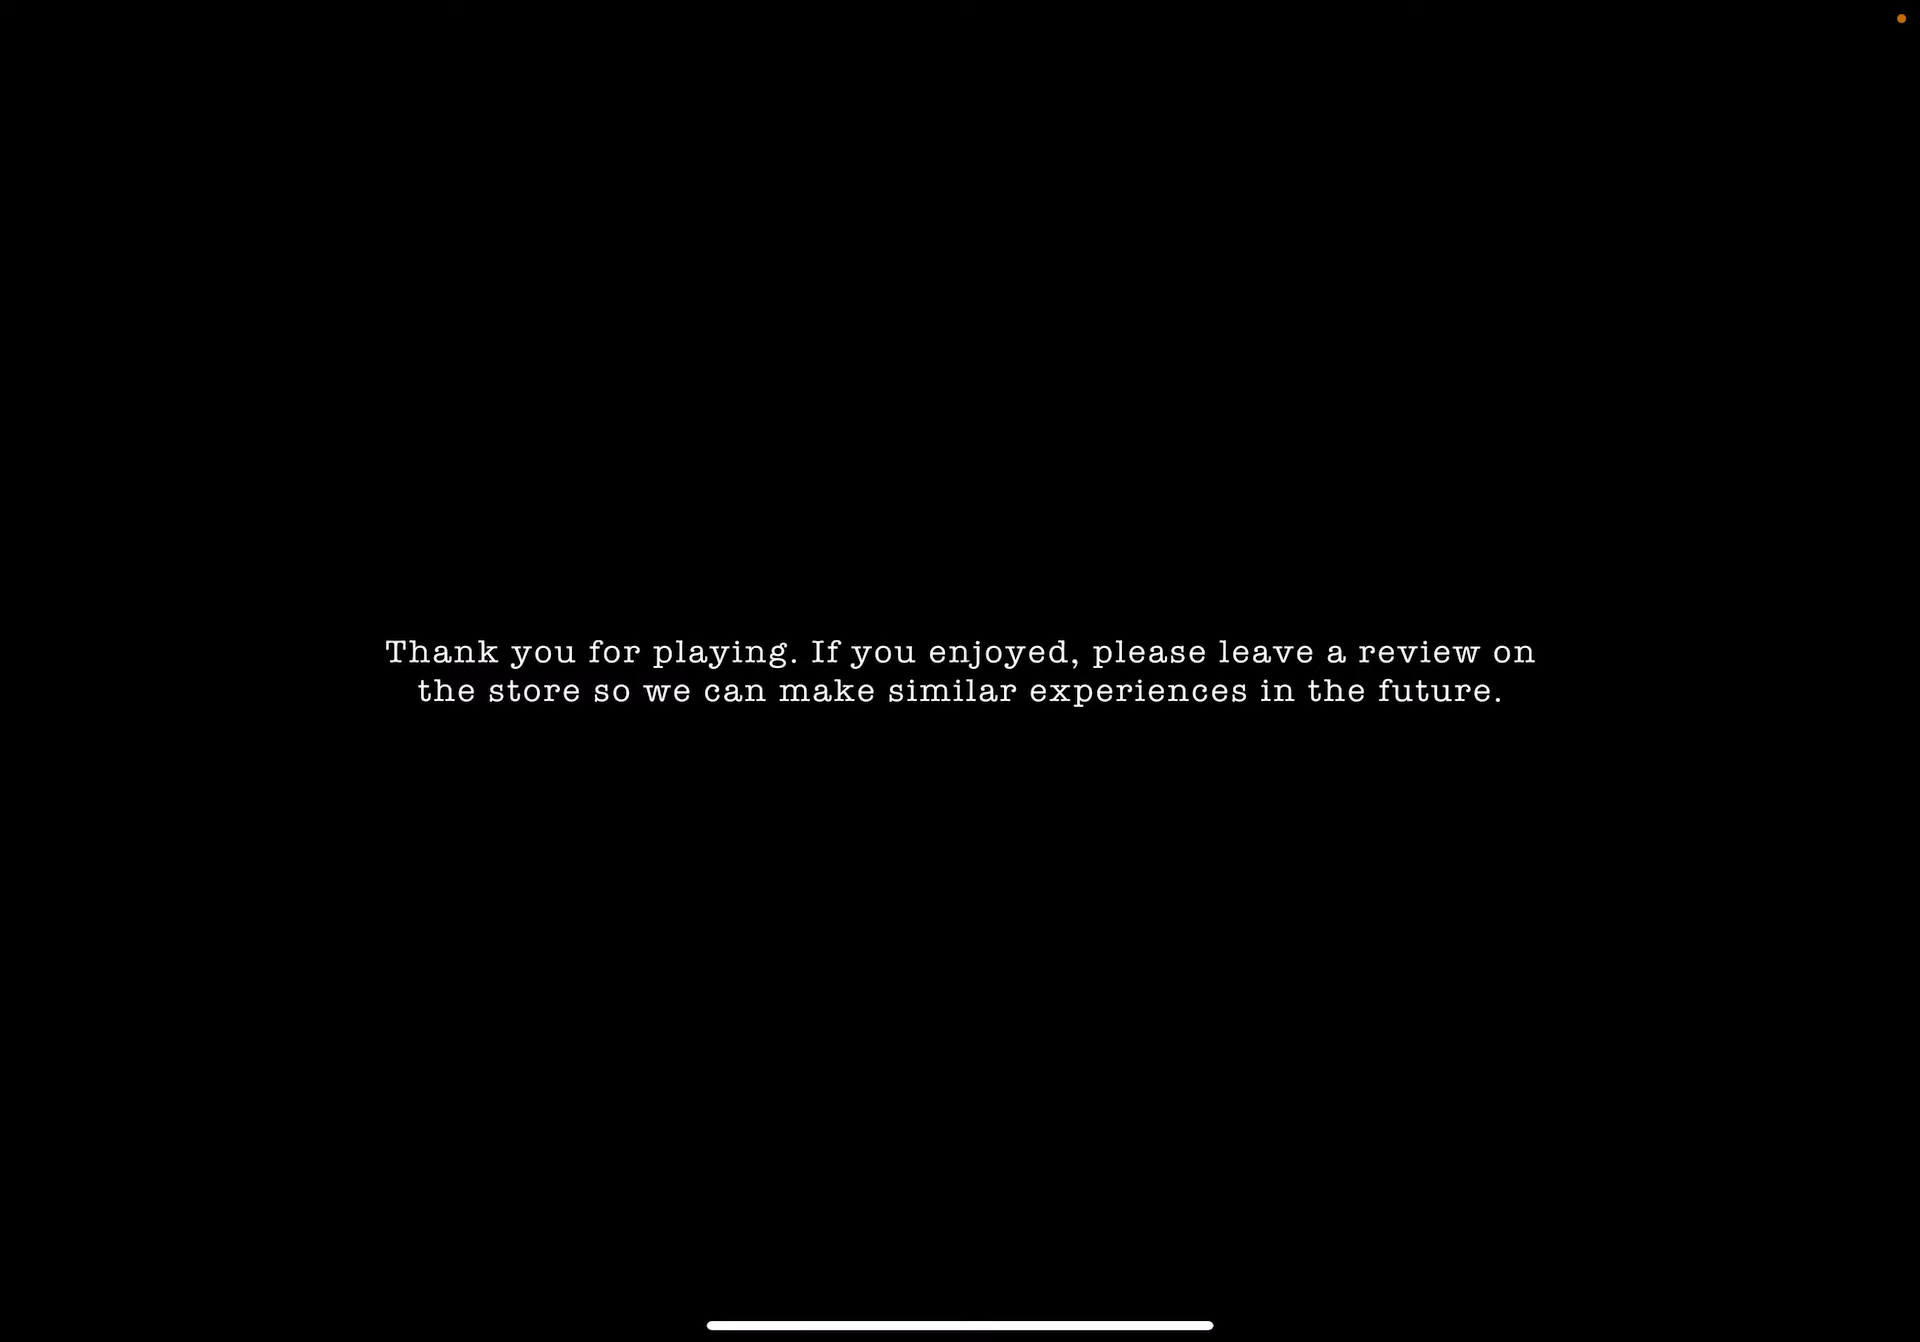 Thank you for playing. If you enjoyed, please leave a review on
the store so we can make similar experiences in the future.